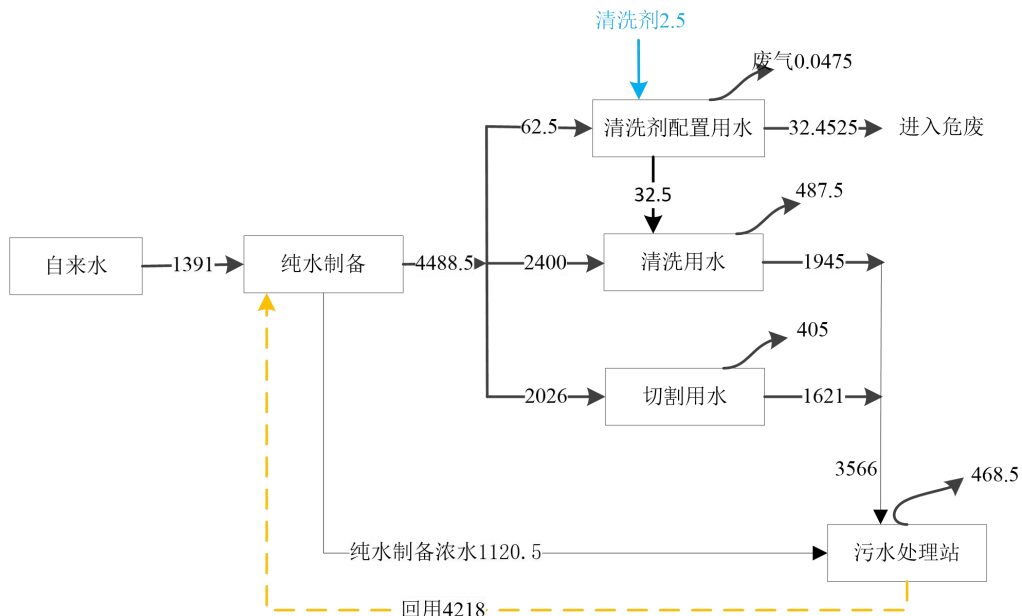 清洗剂2.5
废气0.0475
62.5
清洗剂配置用水
32.4525
进入危废
32.5
487.5
自来水
1391
纯水制备
4488.5
2400
清洗用水
1945
405
2026
切割用水
1621
3566
468.5
纯水制备浓水1120.5
污水处理站
回用4218